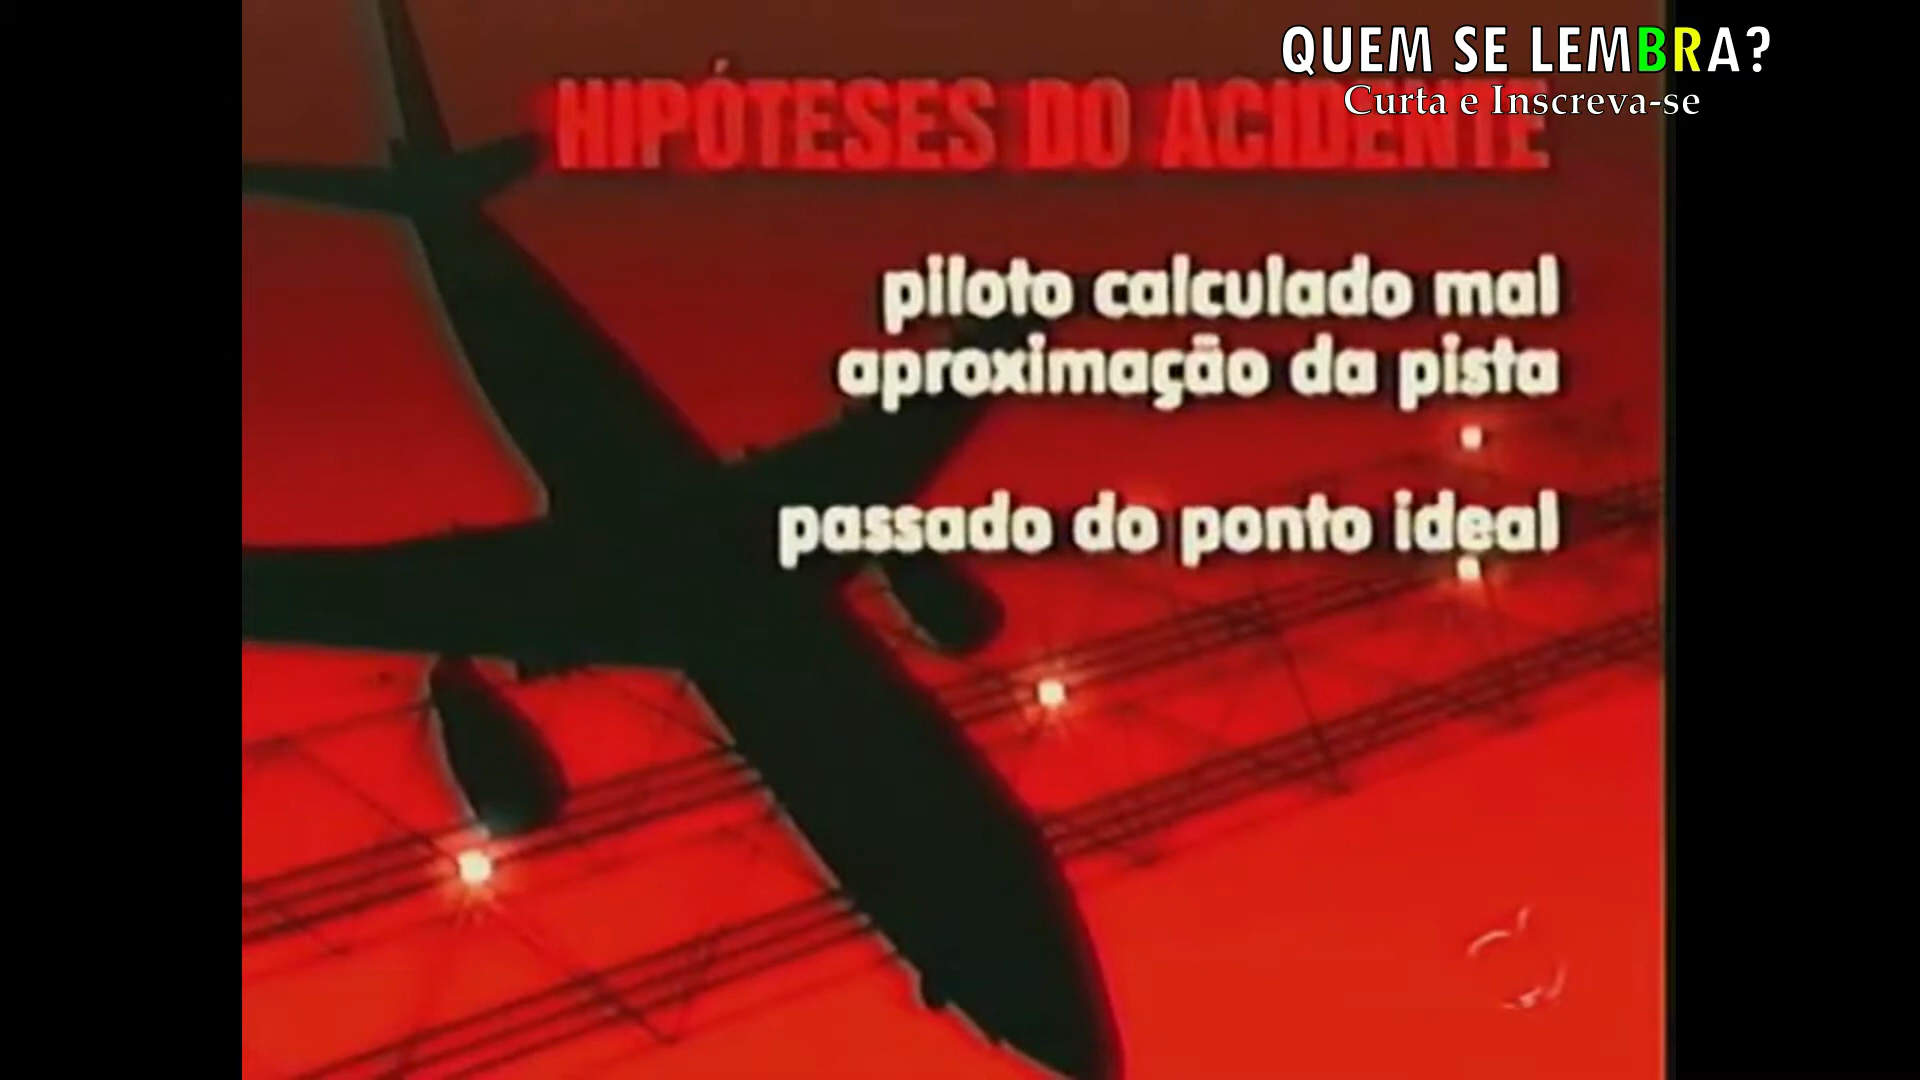 QUEM SE LEMBRA?
Curta e Inscreva-se
HIPÓTESES DO ACIDENTE
piloto calculado mal
aproximação da pista
passado do ponto ideal